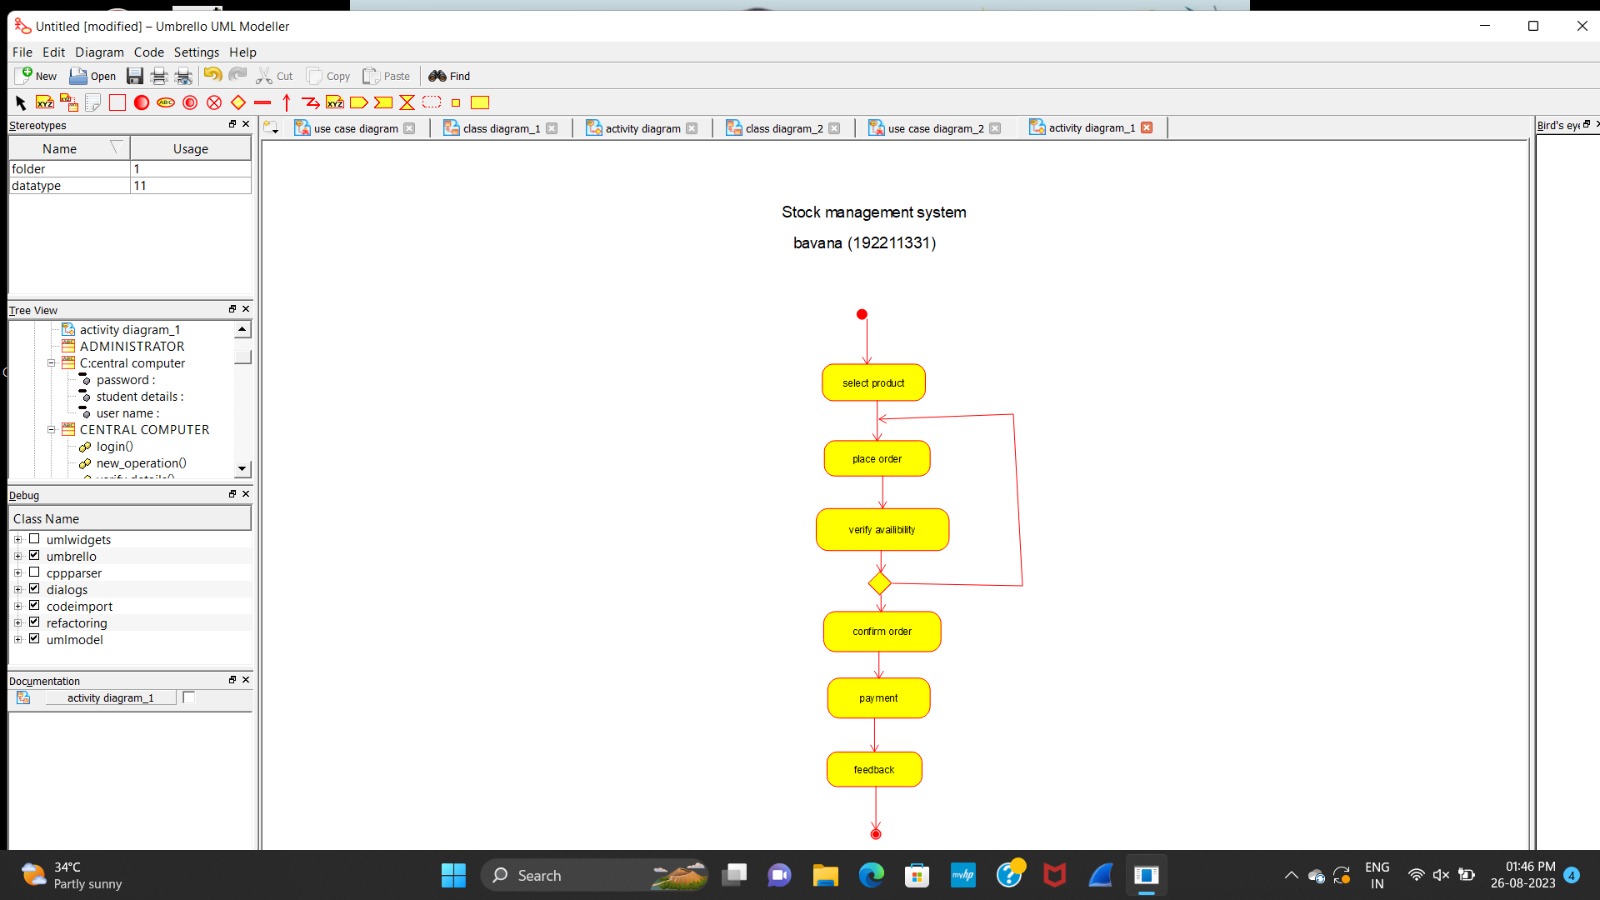 Untitled [modified] – Umbrello UML Modeller
File Edit Diagram Code Settings Help
New Open Cut Copy Paste Find
XYZ ABC XYZ
Stereotypes
Name Usage
folder 1
datatype 11
Tree View
activity diagram_1
ADMINISTRATOR
C:central computer
password :
student details :
user name :
CENTRAL COMPUTER
login()
new_operation()
Debug
Class Name
umlwidgets
umbrello
cppparser
dialogs
codeimport
refactoring
umlmodel
Documentation
activity diagram_1
use case diagram class diagram_1 activity diagram class diagram_2 use case diagram_2 activity diagram_1
Bird's eye
Stock management system
bavana (192211331)
select product
place order
verify availibility
confirm order
payment
feedback
34°C
Partly sunny
Search
myhp
ENG
IN
01:46 PM
26-08-2023
4